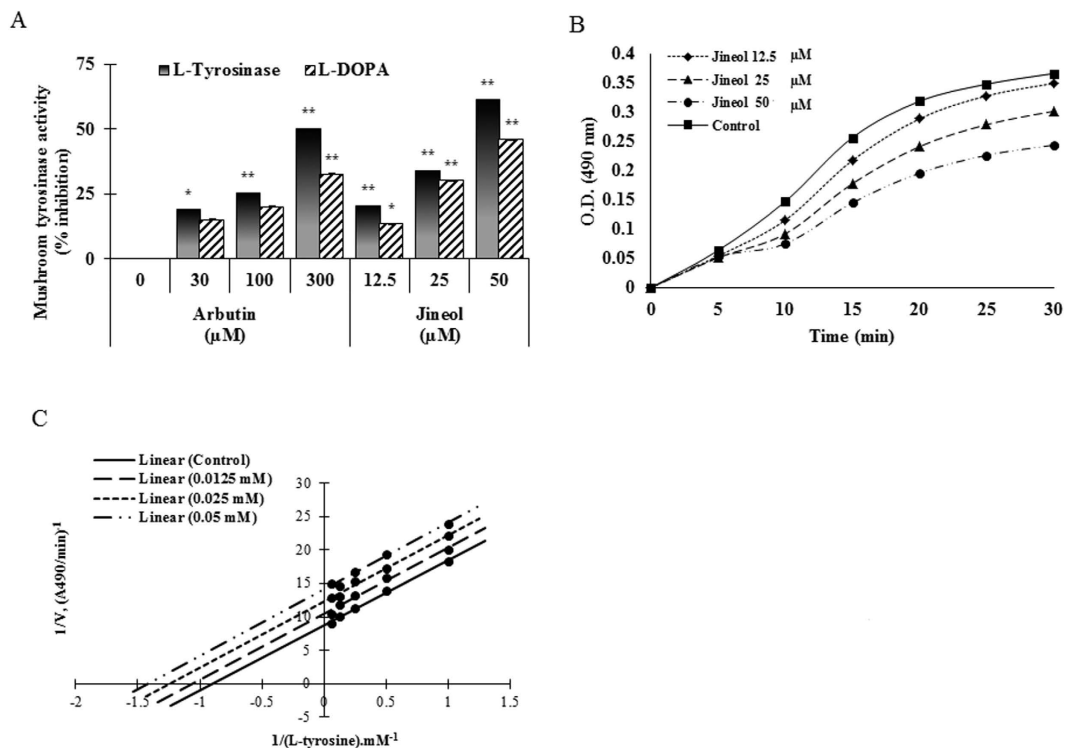 A
Mushroom tyrosinase activity
(% inhibition)
75
50
25
0
L-Tyrosinase
L-DOPA
*
**
**
**
**
*
**
**
**
**
0
30
100
300
12.5
25
50
Arbutin
(µM)
Jineol
(µM)
B
O.D. (490 nm)
0.4
0.35
0.3
0.25
0.2
0.15
0.1
0.05
0
Jineol 12.5 µM
Jineol 25 µM
Jineol 50 µM
Control
0 5 10 15 20 25 30
Time (min)
C
Linear (Control)
Linear (0.0125 mM)
Linear (0.025 mM)
Linear (0.05 mM)
1/V, (A490/min)-1
30
25
20
15
10
5
0
-5
-2 -1.5 -1 -0.5 0 0.5 1 1.5
1/(L-tyrosine).mM-1